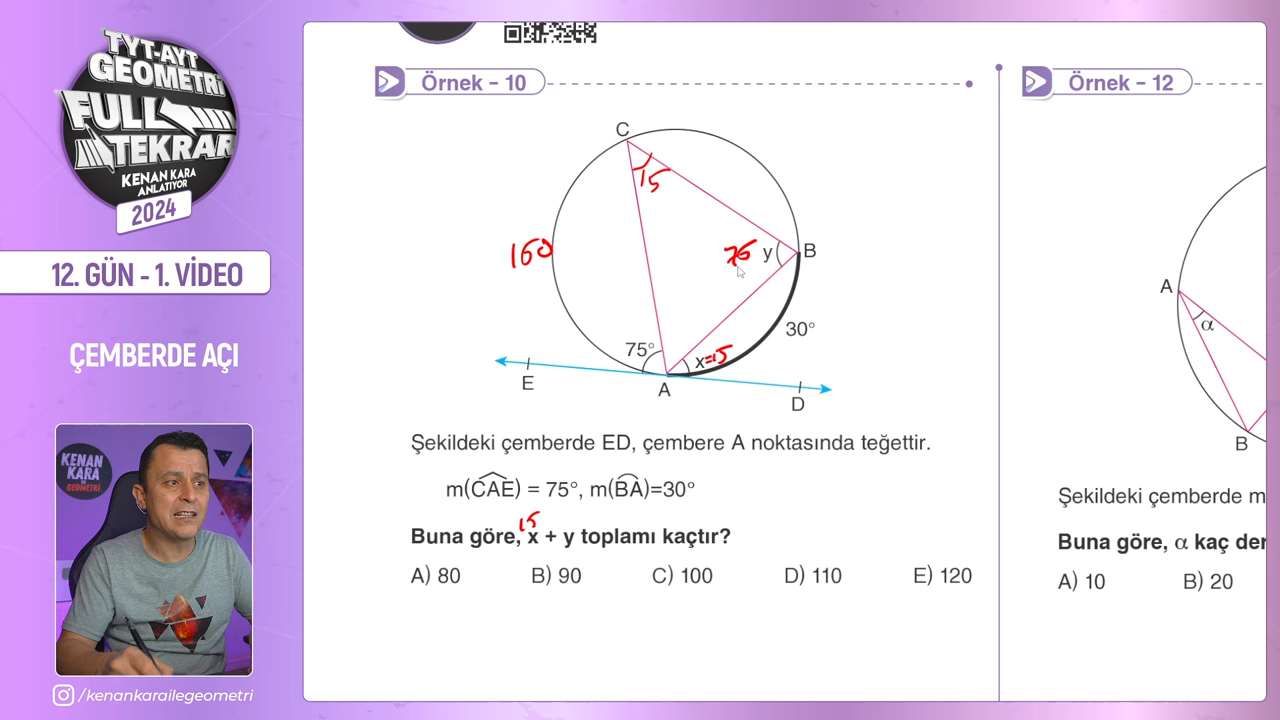 TYT-AYT
GEOMETRİ
FULL
TEKRAR
KENAN KARA
ANLATIYOR
2024
12. GÜN - 1. VİDEO
ÇEMBERDE AÇI
KENAN
KARA
GEOMETRİ
/kenankarailegeometri
Örnek – 10
C
15
160
75
y
B
30°
75°
x=15
E
A
D
Şekildeki çemberde ED, çembere A noktasında teğettir.
m(CAE) = 75°, m(BA)=30°
15
Buna göre, x + y toplamı kaçtır?
A) 80 B) 90 C) 100 D) 110 E) 120
Örnek – 12
A
α
B
Şekildeki çemberde m
Buna göre, α kaç der
A) 10 B) 20